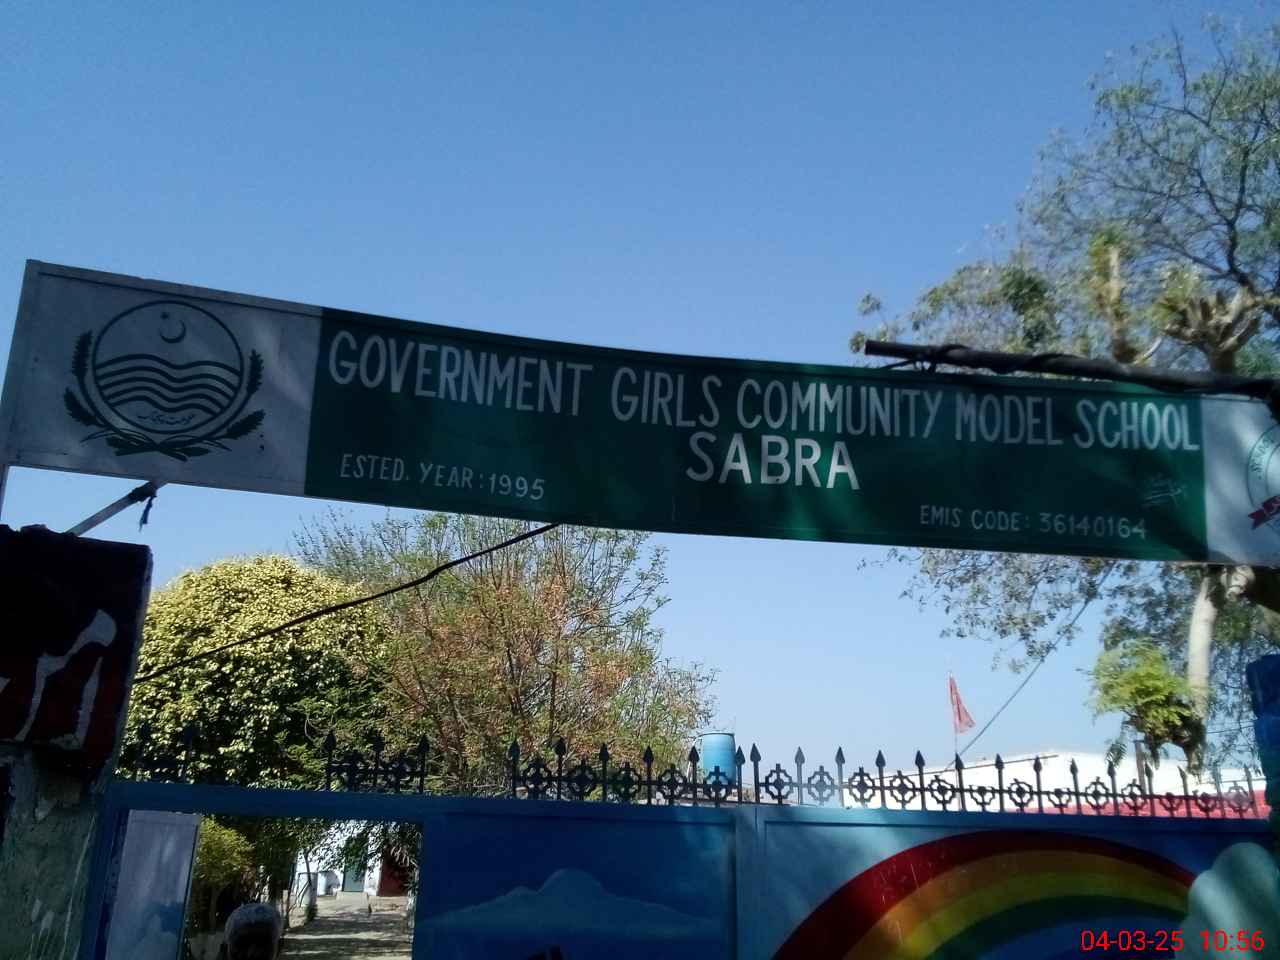 GOVERNMENT GIRLS COMMUNITY MODEL SCHOOL
SABRA
ESTED. YEAR: 1995
EMIS CODE: 36140164
04-03-25 10:56